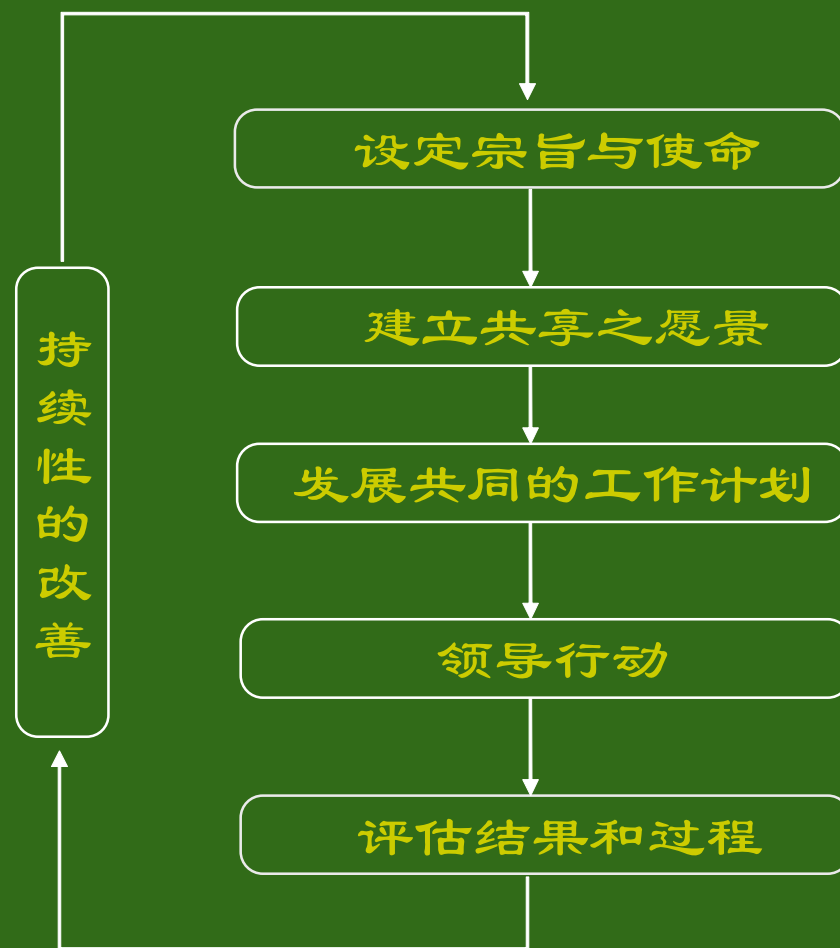 设定宗旨与使命
建立共享之愿景
发展共同的工作计划
领导行动
评估结果和过程
持续性的改善